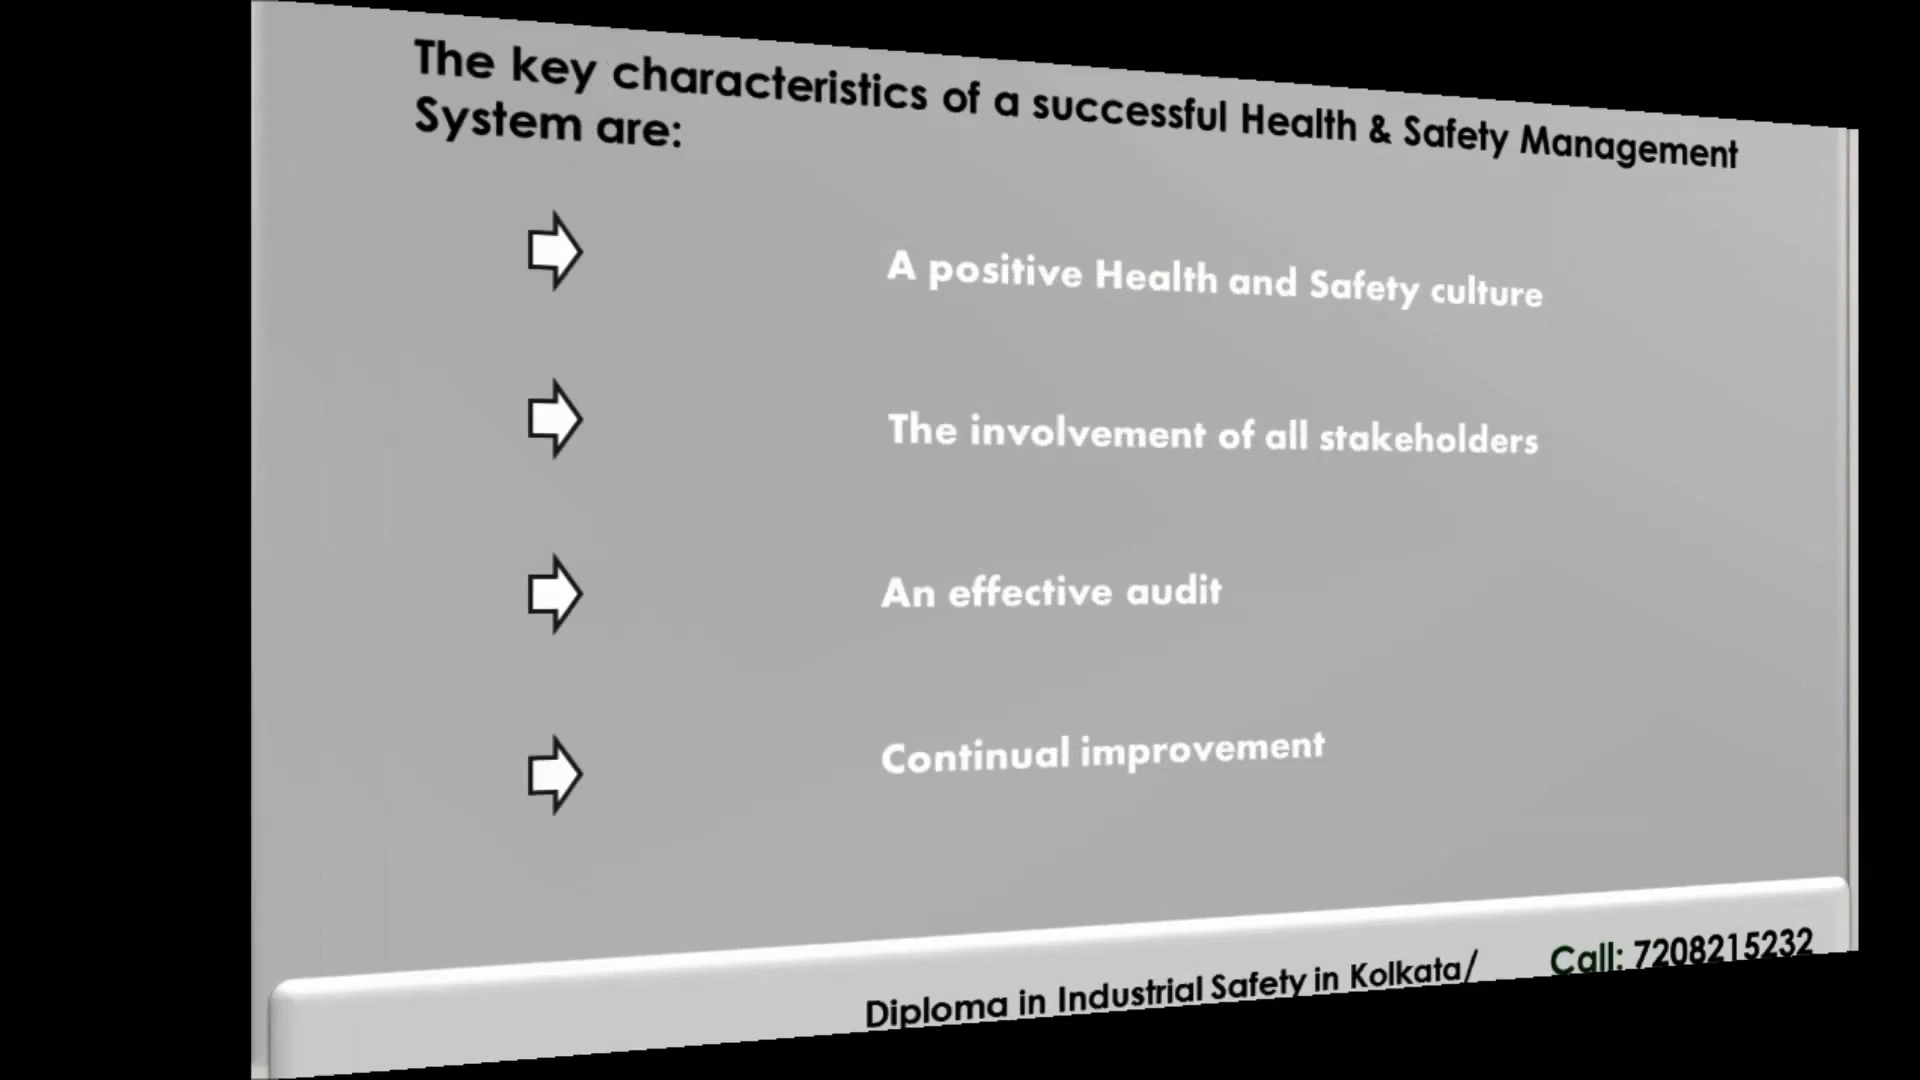 The key characteristics of a successful Health & Safety Management
System are:
A positive Health and Safety culture
The involvement of all stakeholders
An effective audit
Continual improvement
Diploma in Industrial Safety in Kolkata/ Call: 7208215232